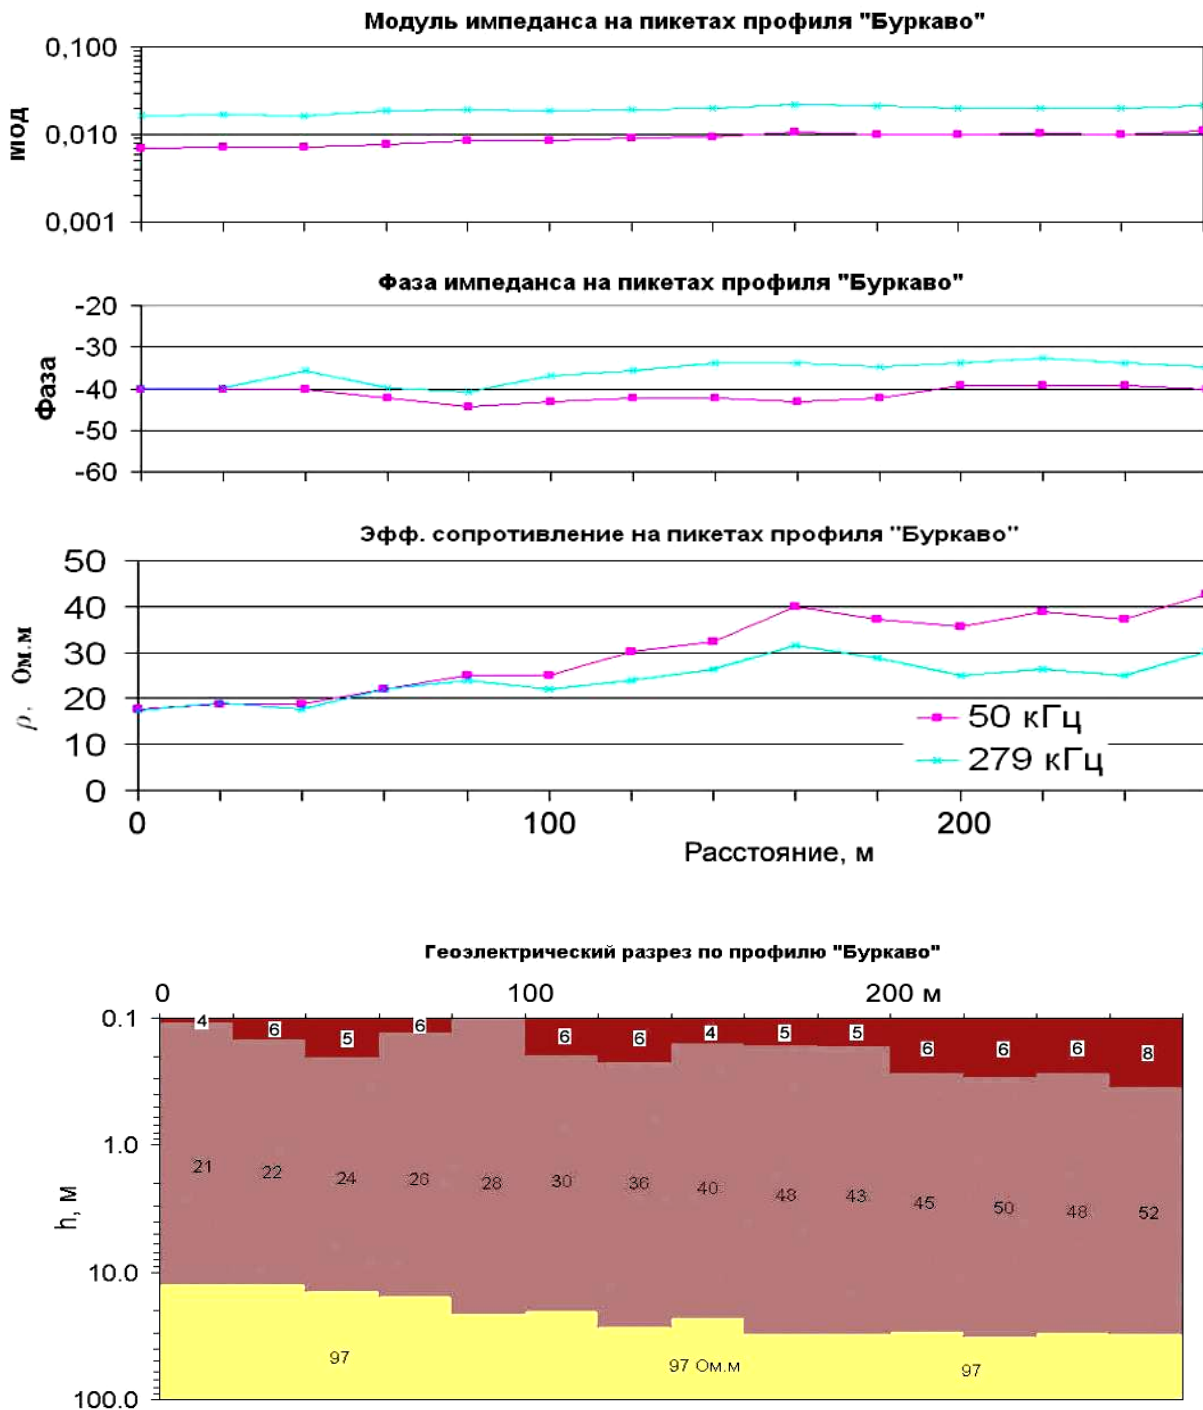 Модуль импеданса на пикетах профиля "Буркаво"
0,100
0,010
0,001
мод
Фаза импеданса на пикетах профиля "Буркаво"
-20
-30
-40
-50
-60
Фаза
Эфф. сопротивление на пикетах профиля "Буркаво"
50
40
30
20
10
0
ρ, Ом.м
50 кГц
279 кГц
0 100 200
Расстояние, м
Геоэлектрический разрез по профилю "Буркаво"
0 100 200 м
0.1
1.0
10.0
100.0
h, м
4 6 5 6 6 6 4 5 5 6 6 6 8
21 22 24 26 28 30 36 40 43 43 45 50 48 52
97 97 Ом.м 97